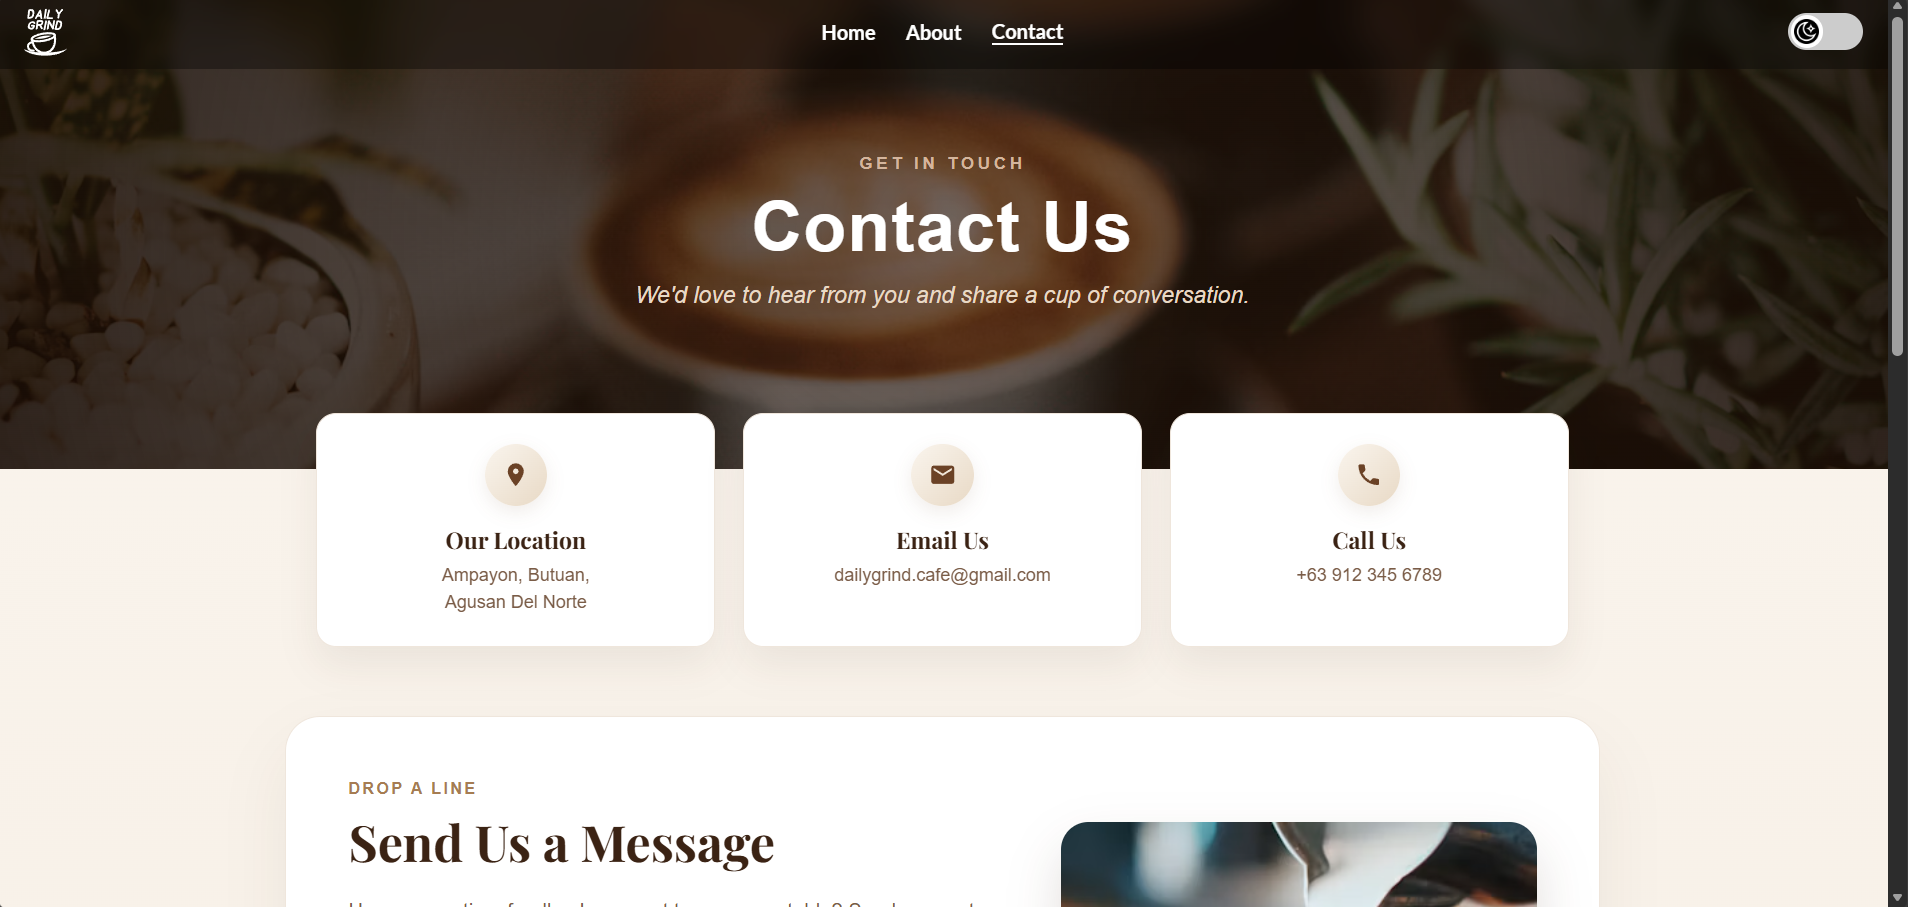 DAILY
GRIND
Home
About
Contact
GET IN TOUCH
Contact Us
We'd love to hear from you and share a cup of conversation.
Our Location
Ampayon, Butuan,
Agusan Del Norte
Email Us
dailygrind.cafe@gmail.com
Call Us
+63 912 345 6789
DROP A LINE
Send Us a Message